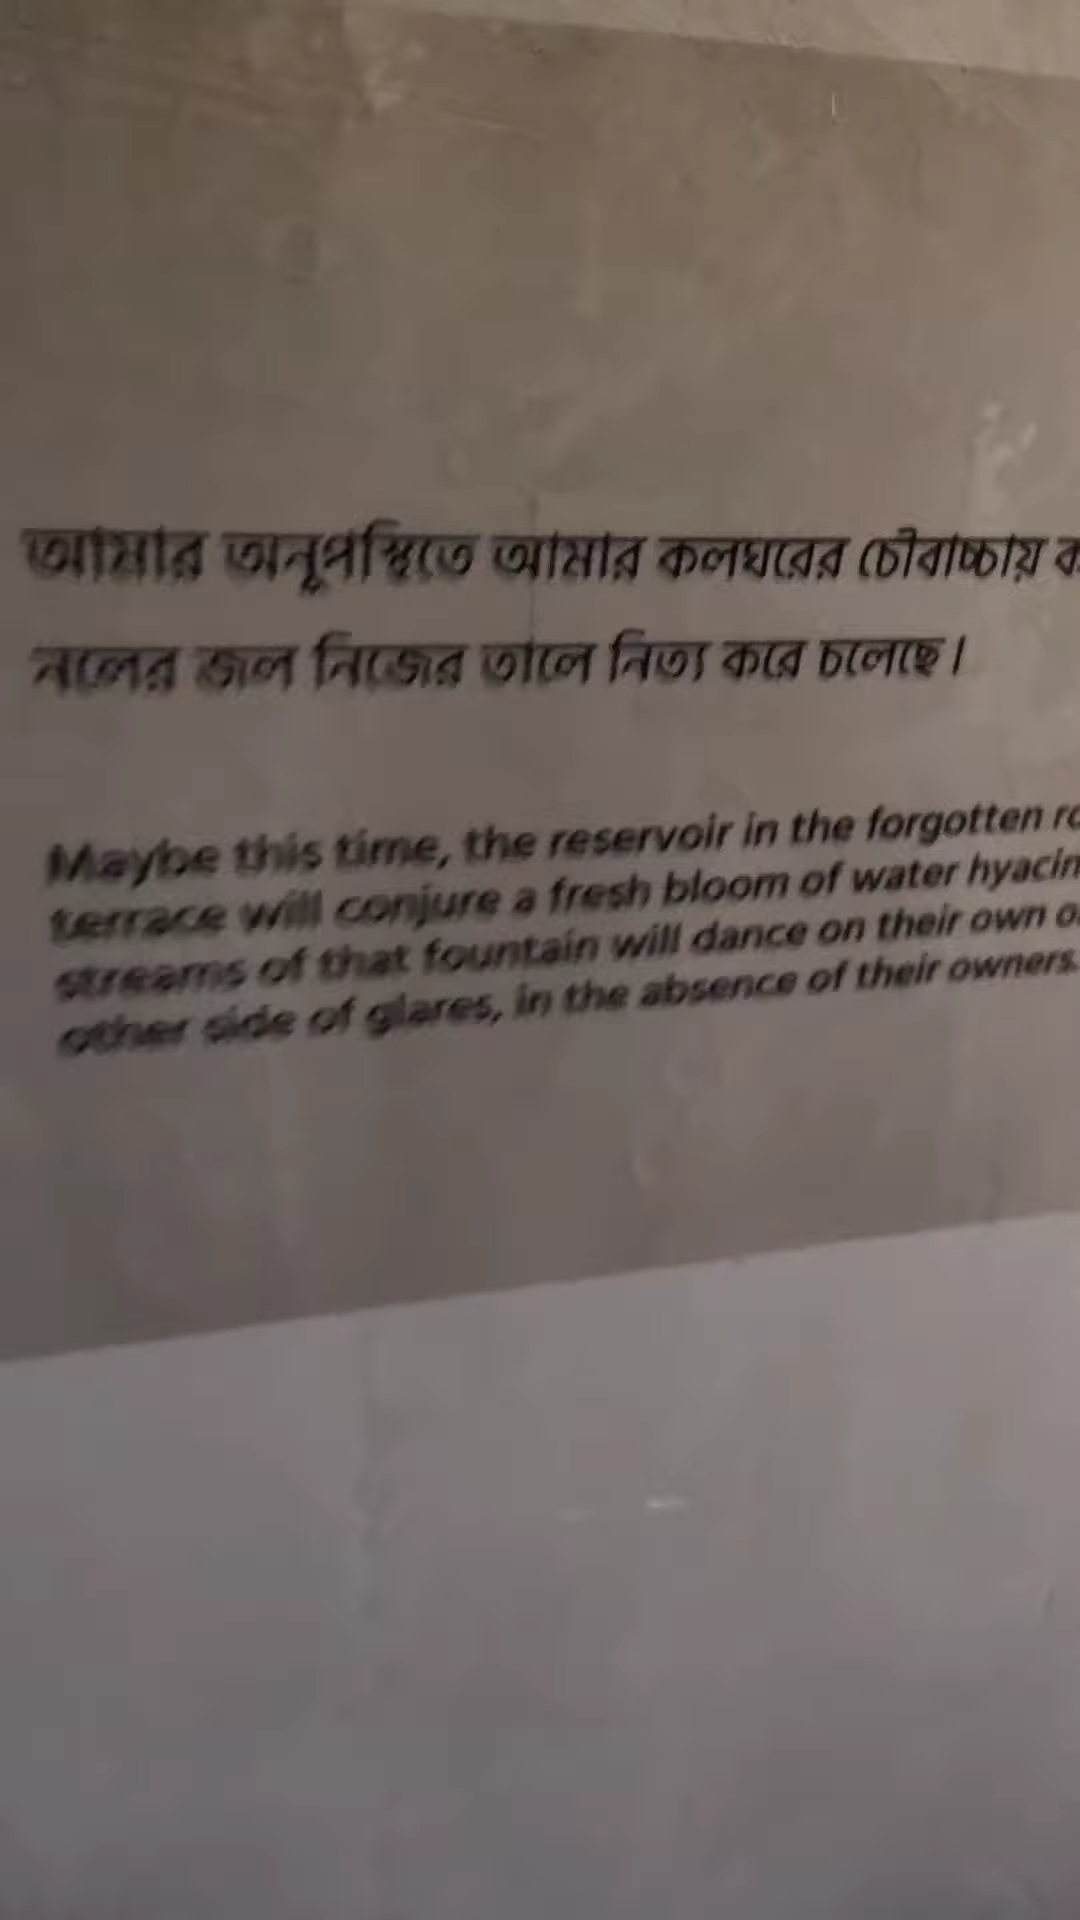 আমার অনুপস্থিতে আমার কলঘরের চৌবাচ্চায়
নলের জল নিজের তালে নিত্য করে চলেছে।
Maybe this time, the reservoir in the forgotten
terrace will conjure a fresh bloom of water
streams of that fountain will dance on their own
other side of glares, in the absence of their owners.